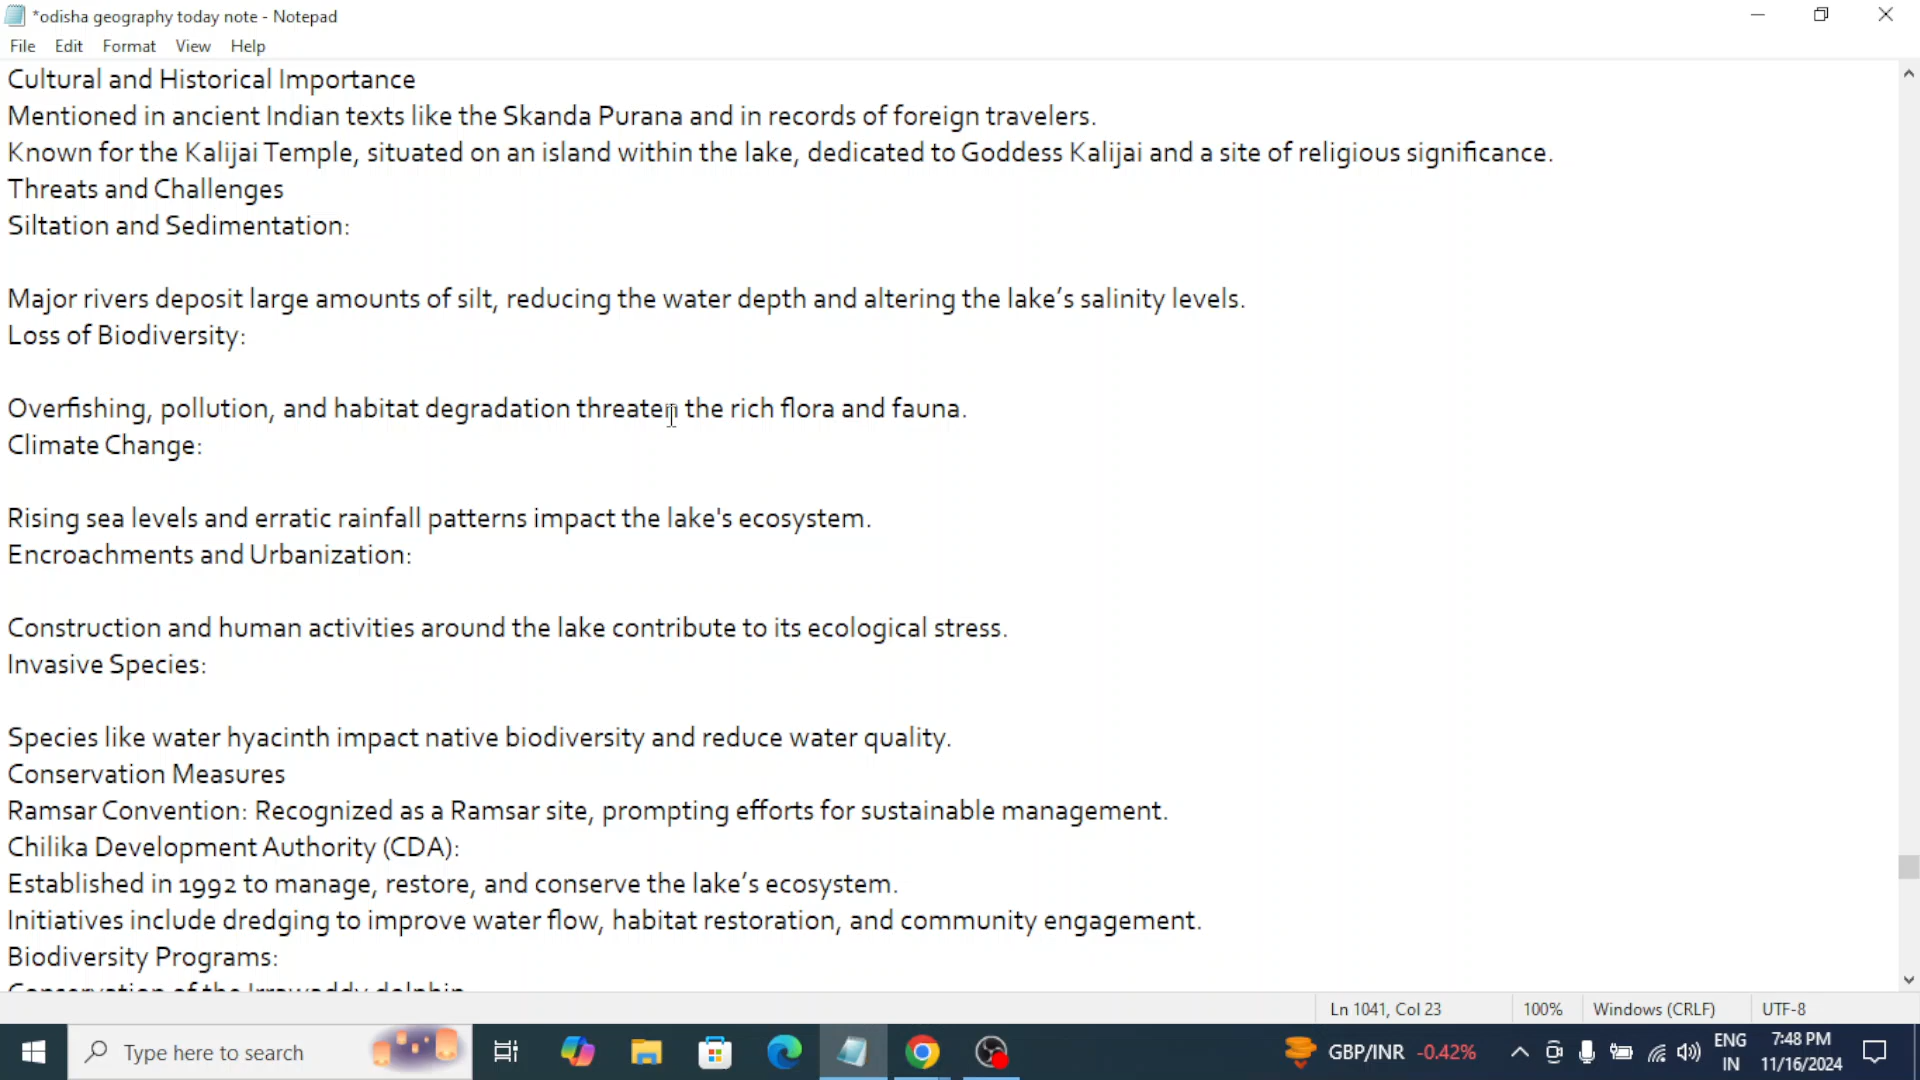 *odisha geography today note - Notepad
File Edit Format View Help
Cultural and Historical Importance
Mentioned in ancient Indian texts like the Skanda Purana and in records of foreign travelers.
Known for the Kalijai Temple, situated on an island within the lake, dedicated to Goddess Kalijai and a site of religious significance.
Threats and Challenges
Siltation and Sedimentation:
Major rivers deposit large amounts of silt, reducing the water depth and altering the lake’s salinity levels.
Loss of Biodiversity:
Overfishing, pollution, and habitat degradation threaten the rich flora and fauna.
Climate Change:
Rising sea levels and erratic rainfall patterns impact the lake's ecosystem.
Encroachments and Urbanization:
Construction and human activities around the lake contribute to its ecological stress.
Invasive Species:
Species like water hyacinth impact native biodiversity and reduce water quality.
Conservation Measures
Ramsar Convention: Recognized as a Ramsar site, prompting efforts for sustainable management.
Chilika Development Authority (CDA):
Established in 1992 to manage, restore, and conserve the lake’s ecosystem.
Initiatives include dredging to improve water flow, habitat restoration, and community engagement.
Biodiversity Programs:
Conservation of the Irrawaddy dolphin
Ln 1041, Col 23 100% Windows (CRLF) UTF-8
Type here to search GBP/INR -0.42% ENG 7:48 PM
IN 11/16/2024